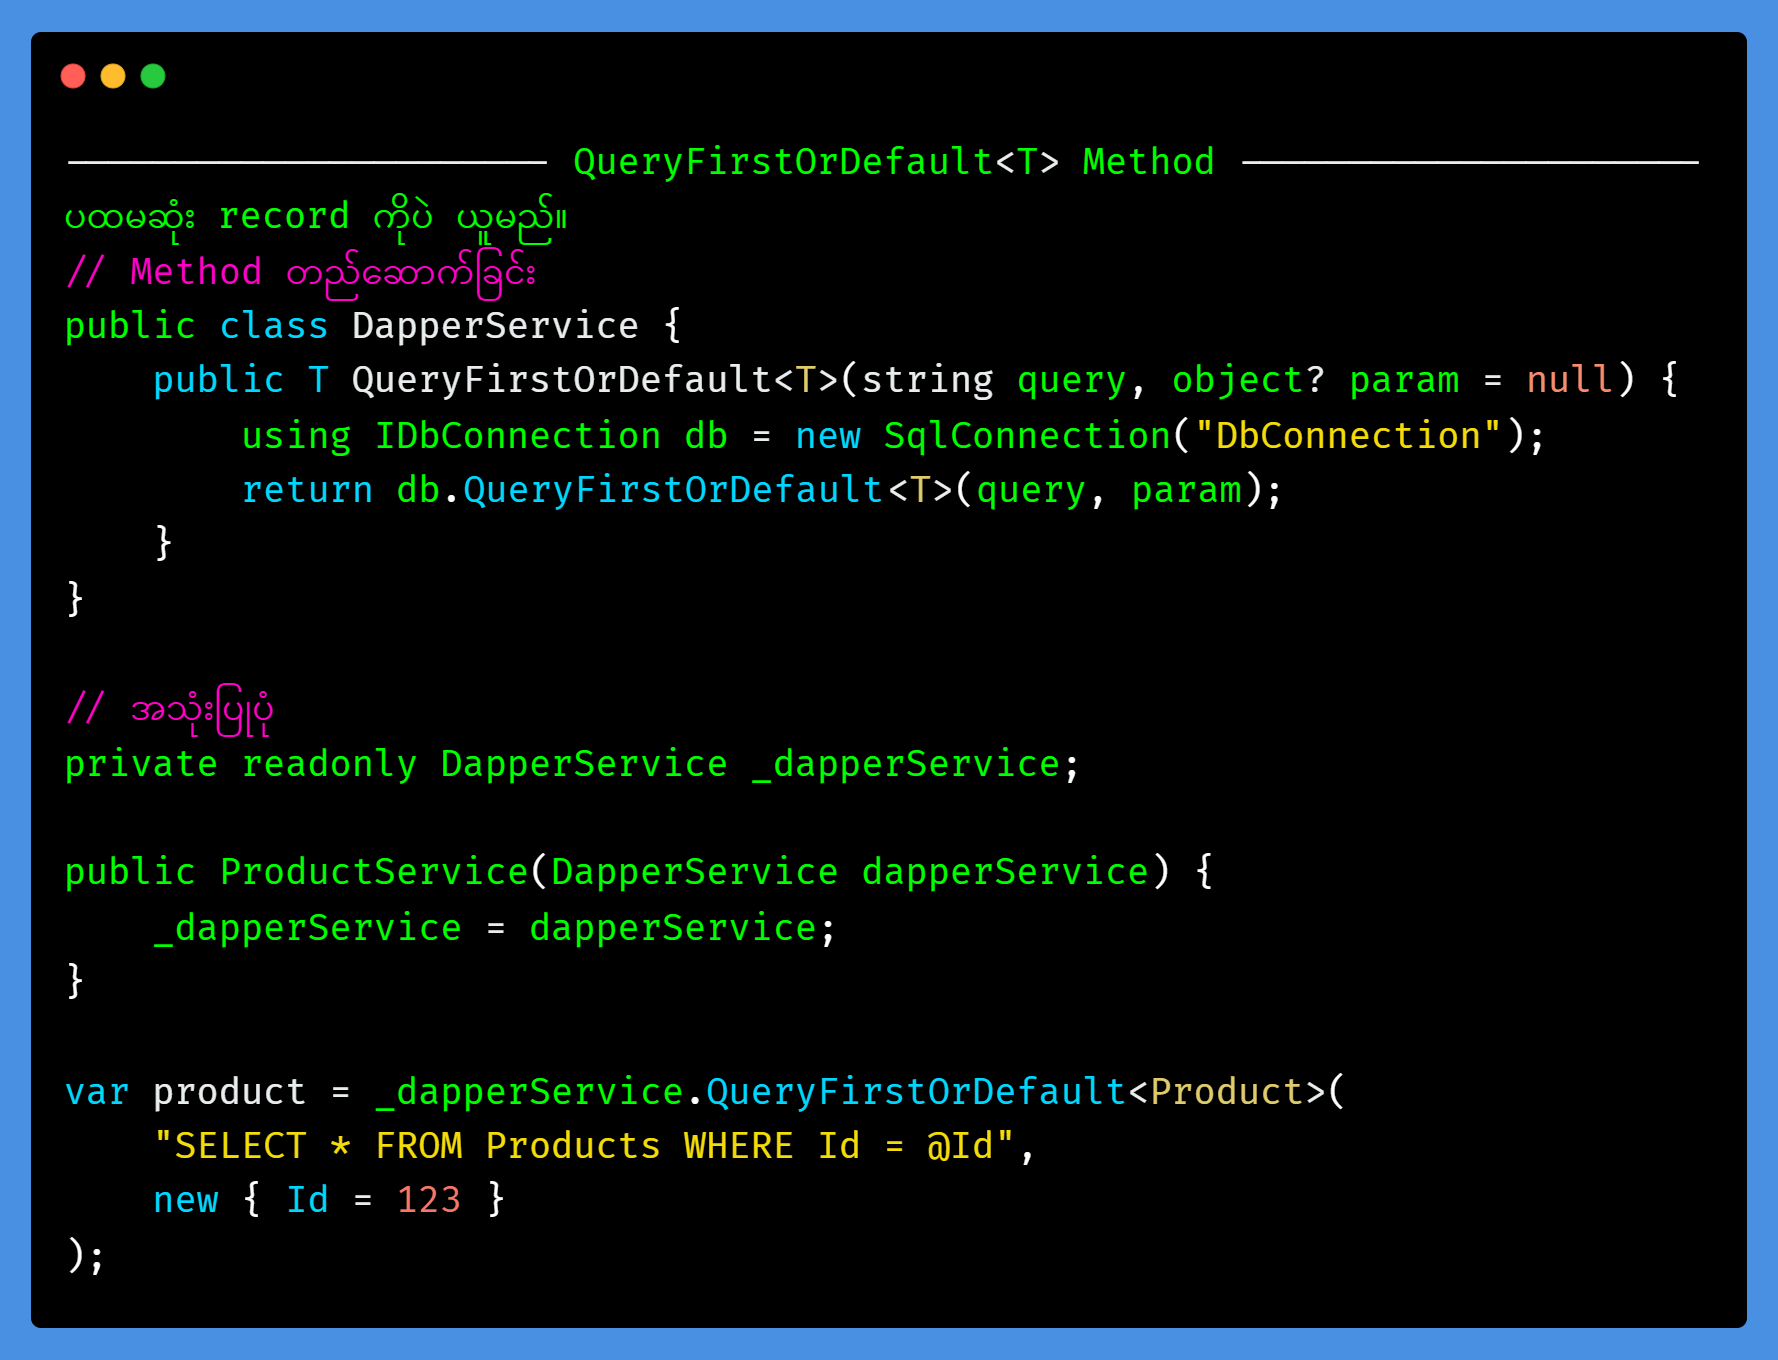 ────────────────────── QueryFirstOrDefault<T> Method ─────────────────────
ပထမဆုံး record ကိုပဲ ယူမည်။
// Method တည်ဆောက်ခြင်း
public class DapperService {
    public T QueryFirstOrDefault<T>(string query, object? param = null) {
        using IDbConnection db = new SqlConnection("DbConnection");
        return db.QueryFirstOrDefault<T>(query, param);
    }
}
// အသုံးပြုပုံ
private readonly DapperService _dapperService;
public ProductService(DapperService dapperService) {
    _dapperService = dapperService;
}
var product = _dapperService.QueryFirstOrDefault<Product>(
    "SELECT * FROM Products WHERE Id = @Id",
    new { Id = 123 }
);